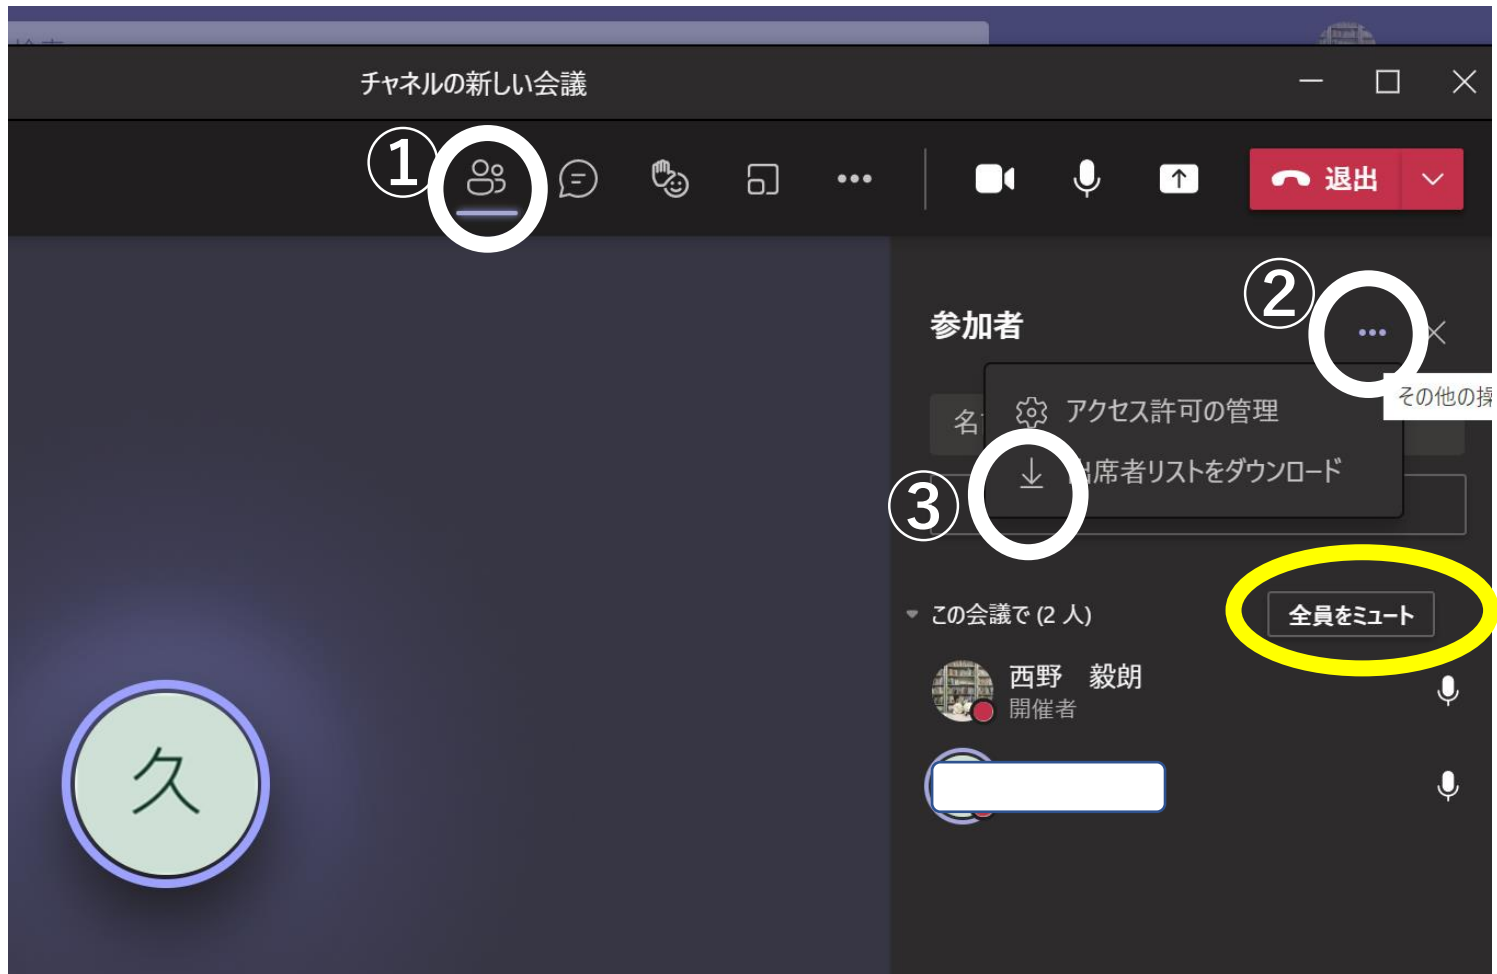 チャネルの新しい会議
①
退出
②
参加者
その他の操
アクセス許可の管理
名
③
出席者リストをダウンロード
この会議で (2 人)
全員をミュート
西野 毅朗
開催者
久